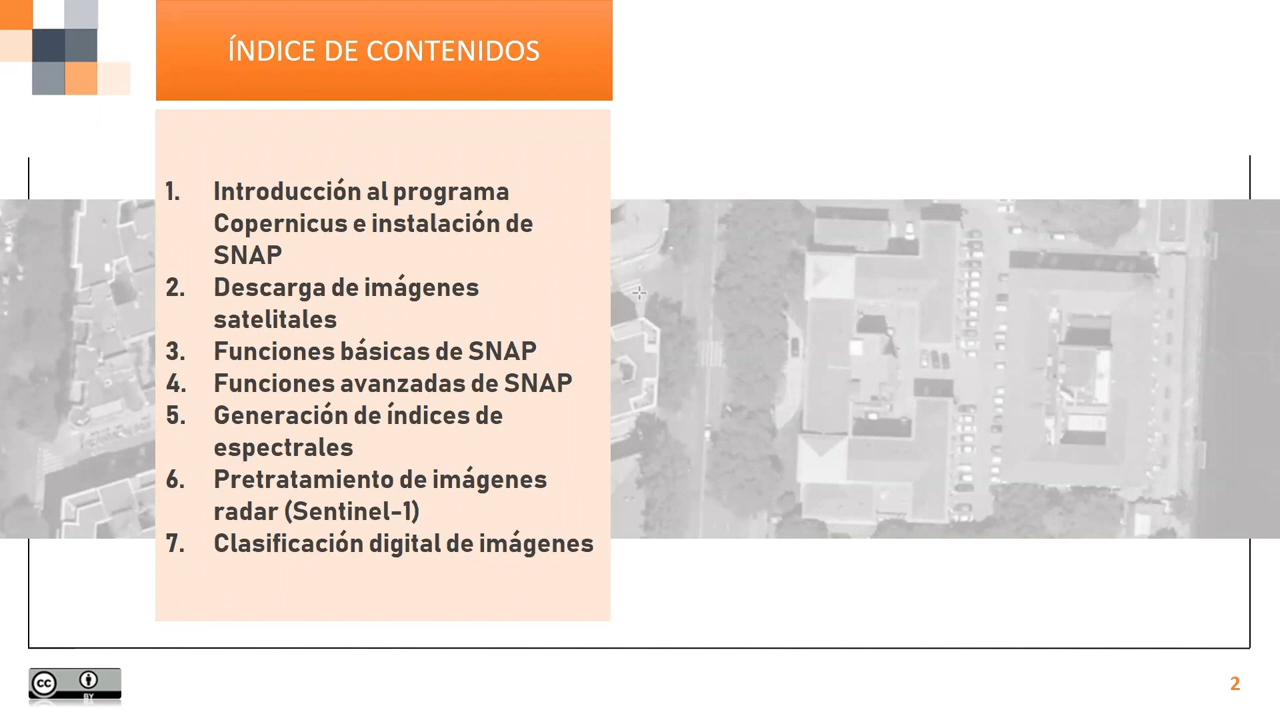 ÍNDICE DE CONTENIDOS
1. Introducción al programa
Copernicus e instalación de
SNAP
2. Descarga de imágenes
satelitales
3. Funciones básicas de SNAP
4. Funciones avanzadas de SNAP
5. Generación de índices de
espectrales
6. Pretratamiento de imágenes
radar (Sentinel-1)
7. Clasificación digital de imágenes
cc
BY
2